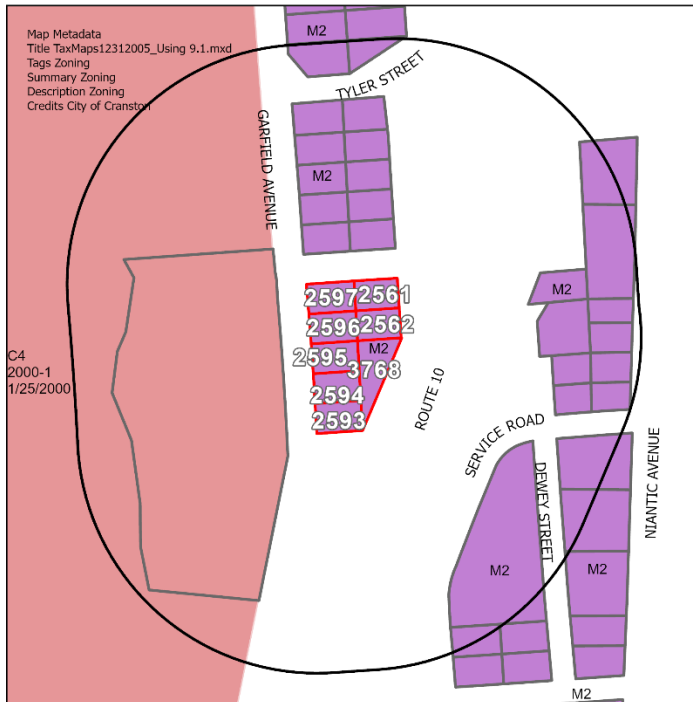 M2
Map Metadata
Title TaxMaps12312005_Using 9.1.mxd
Tags Zoning
Summary Zoning
Description Zoning
Credits City of Cranston
TYLER STREET
GARFIELD AVENUE
M2
M2
2597 2561
2596 2562
2595 M2
3768
2594
2593
C4
2000-1
1/25/2000
ROUTE 10
SERVICE ROAD
DEWEY STREET
NIANTIC AVENUE
M2
M2
M2